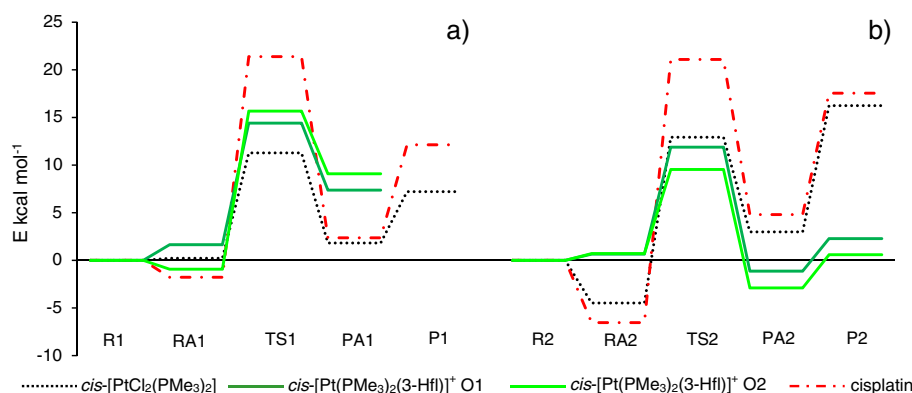 a)
b)
E kcal mol-1
25
20
15
10
5
0
-5
-10
R1 RA1 TS1 PA1 P1 R2 RA2 TS2 PA2 P2
cis-[PtCl2(PMe3)2] cis-[Pt(PMe3)2(3-Hfl)]+ O1 cis-[Pt(PMe3)2(3-Hfl)]+ O2 cisplatin